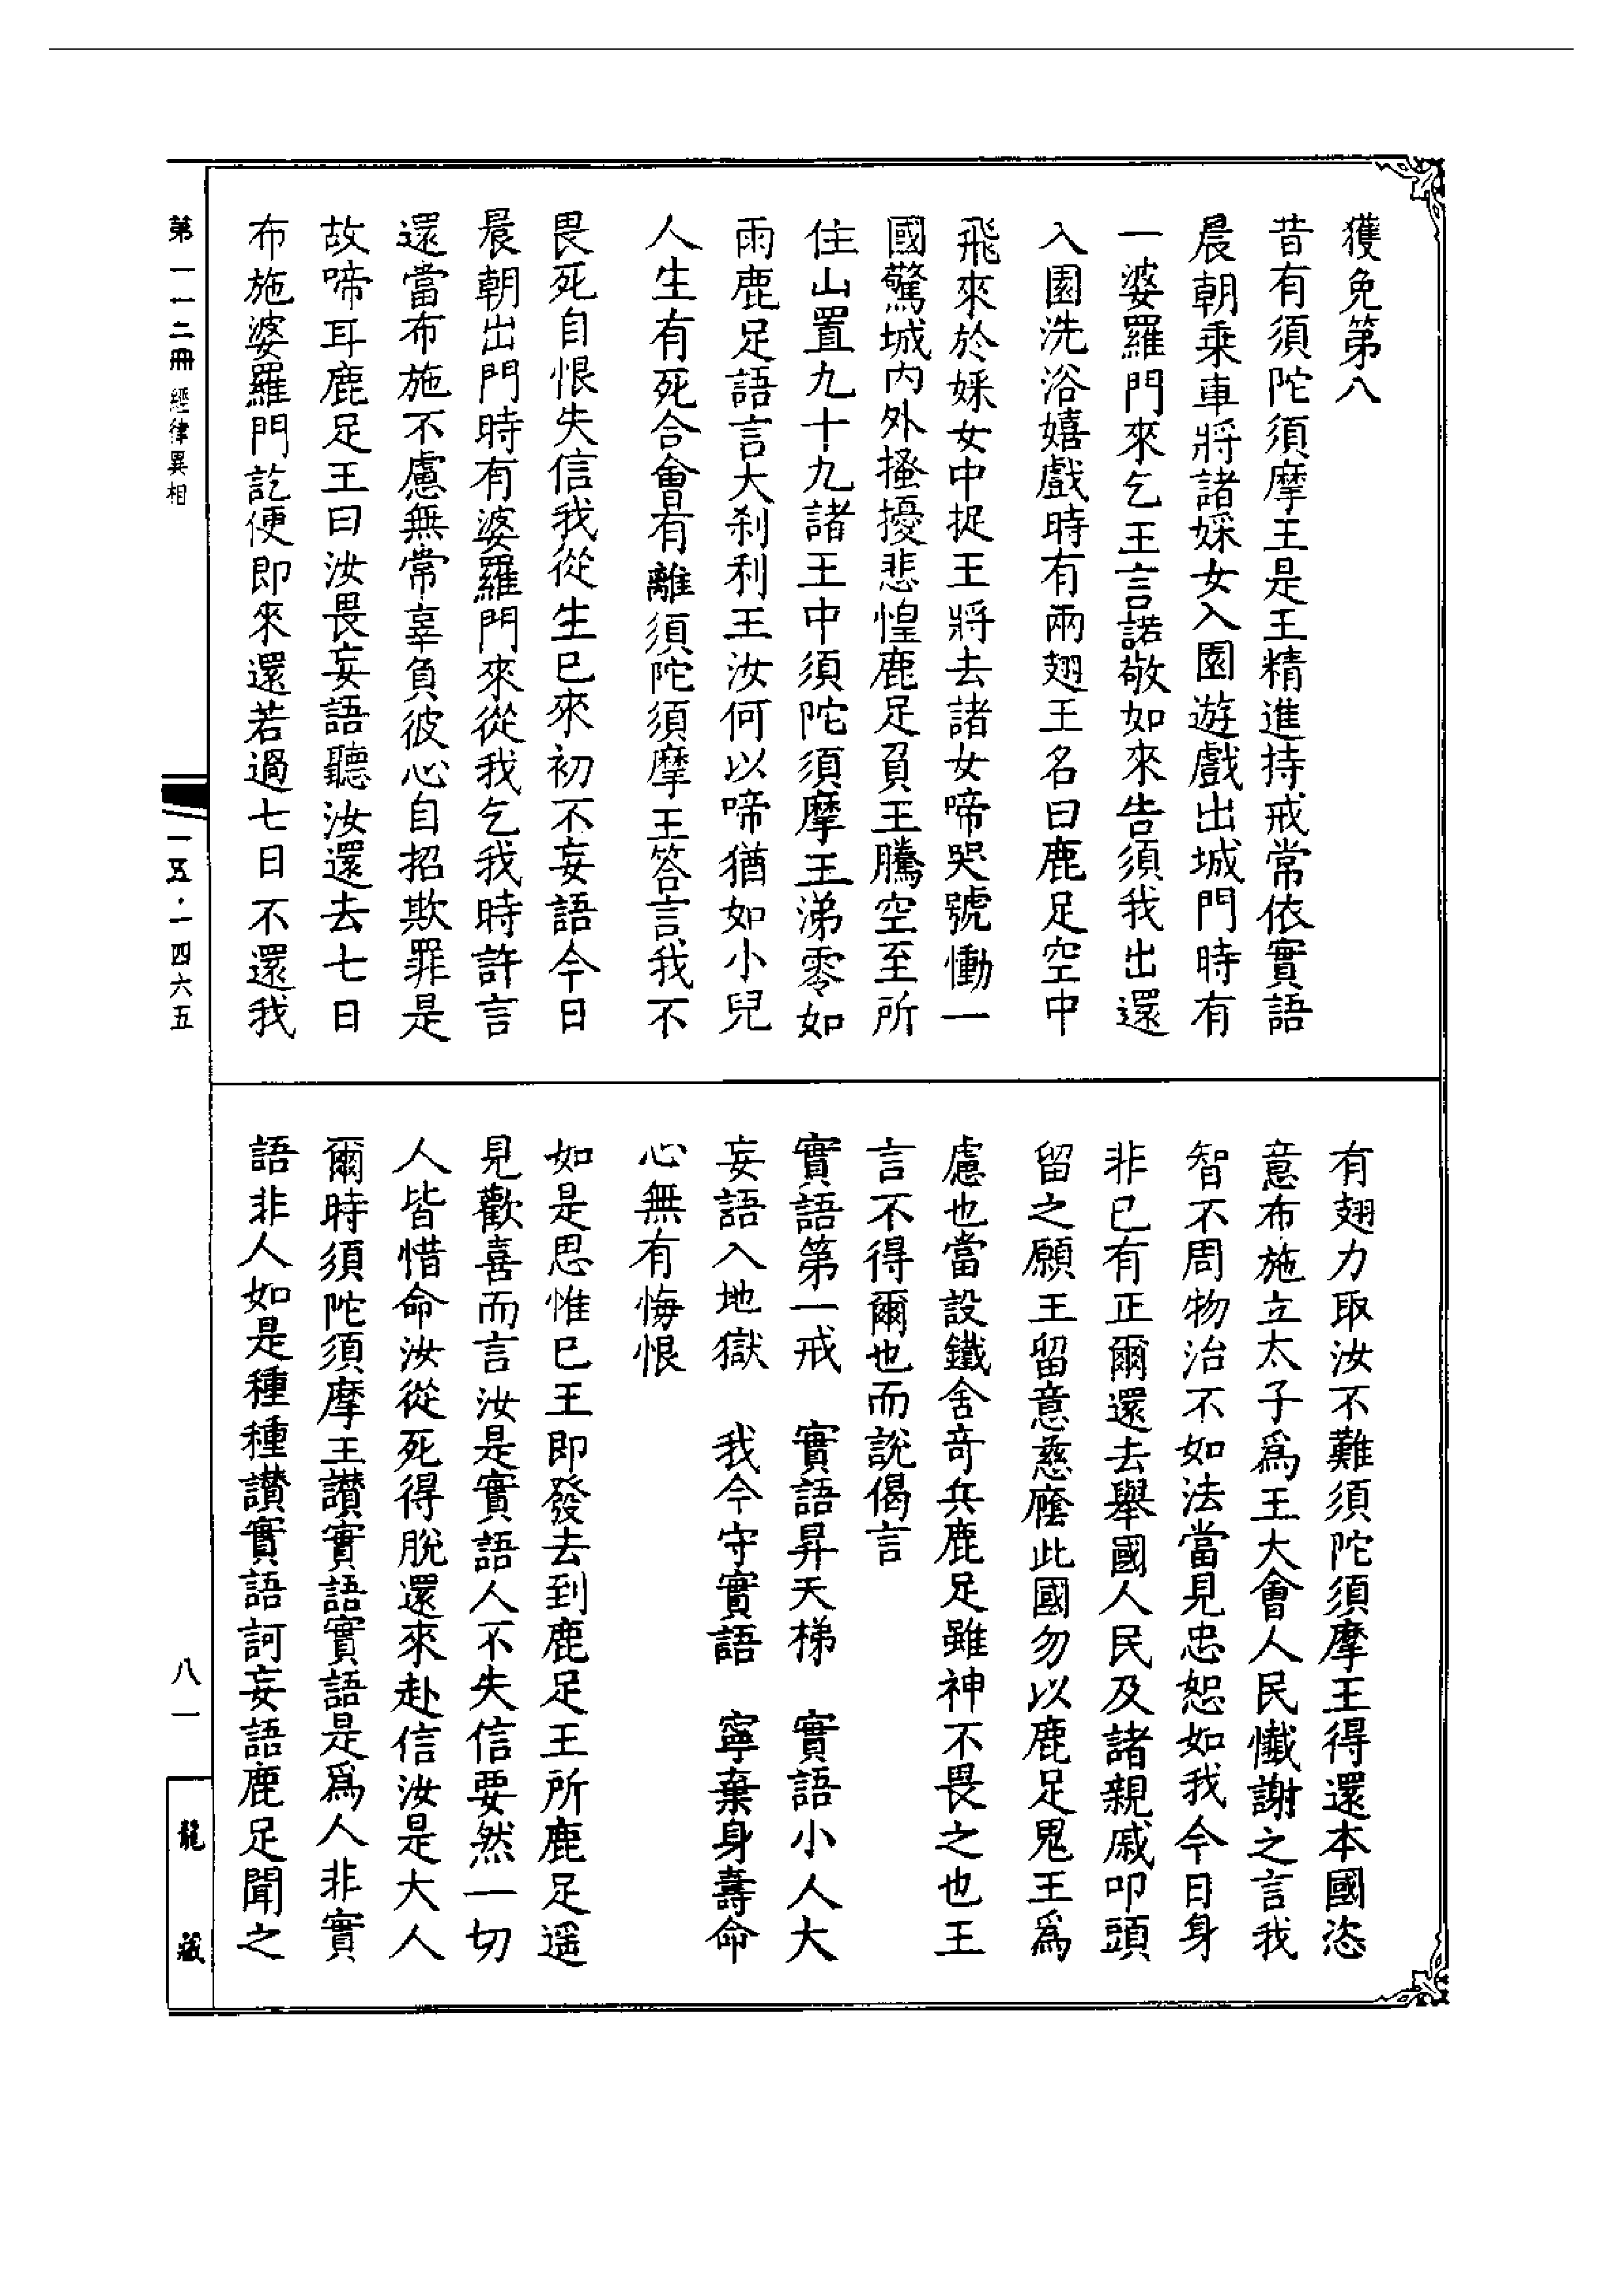 獲免第八
昔有須陀須摩王是王精進持戒常依實語
晨朝乘車將諸婇女入園遊戲出城門時有
一婆羅門來乞王言諾敬如來告須我出還
入園洗浴嬉戲時有兩翅王名曰鹿足空中
飛來於婇女中捉王將去諸女啼哭號慟一
國驚城內外搔擾悲惶鹿足負王騰空至所
住山置九十九諸王中須陀須摩王涕零如
雨鹿足語言大剎利王汝何以啼猶如小兒
人生有死合會有離須陀須摩王答言我不
畏死自恨失信我從生已來初不妄語今日
晨朝出門時有婆羅門來從我乞我時許言
還當布施不慮無常辜負彼心自招欺罪是
故啼耳鹿足王曰汝畏妄語聽汝還去七日
布施婆羅門訖便即來還若過七日不還我
有翅力取汝不難須陀須摩王得還本國恣
意布施立太子爲王大會人民懺謝之言我
智不周物治不如法當見忠恕如我今日身
非已有正爾還去舉國人民及諸親戚叩頭
留之願王留意慈廕此國勿以鹿足鬼王爲
慮也當設鐵舍奇兵鹿足雖神不畏之也王
言不得爾也而說偈言
實語第一戒　實語昇天梯　實語小人大
妄語入地獄　我今守實語　寧棄身壽命
心無有悔恨
如是思惟已王即發去到鹿足王所鹿足遥
見歡喜而言汝是實語人不失信要然一切
人皆惜命汝從死得脫還來赴信汝是大人
爾時須陀須摩王讚實語實語是爲人非實
語非人如是種種讚實語訶妄語鹿足聞之
第一一二冊 經律異相
一五·一四六五
八一
龍藏